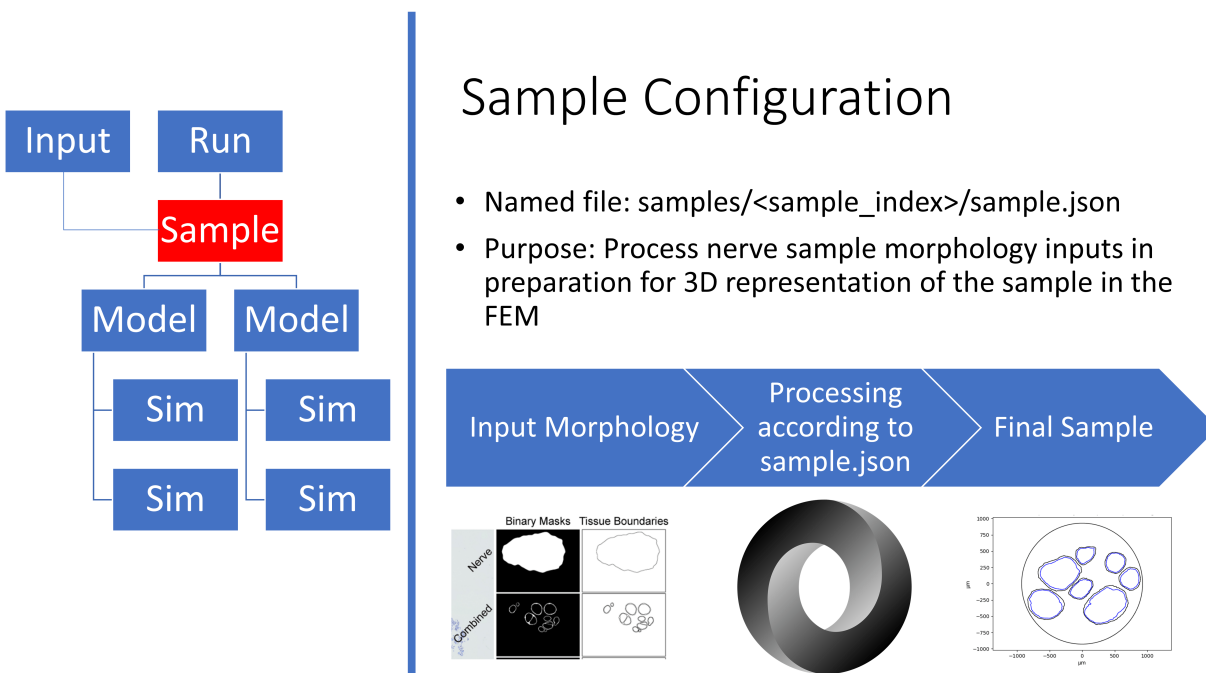 Sample Configuration
Input
Run
Sample
Model
Model
Sim
Sim
Sim
Sim
• Named file: samples/<sample_index>/sample.json
• Purpose: Process nerve sample morphology inputs in
preparation for 3D representation of the sample in the
FEM
Input Morphology
Processing
according to
sample.json
Final Sample
Binary Masks
Tissue Boundaries
Nerve
Combined
1000
750
500
250
0
−250
−500
−750
−1000
μm
−1000
−500
0
500
1000
μm